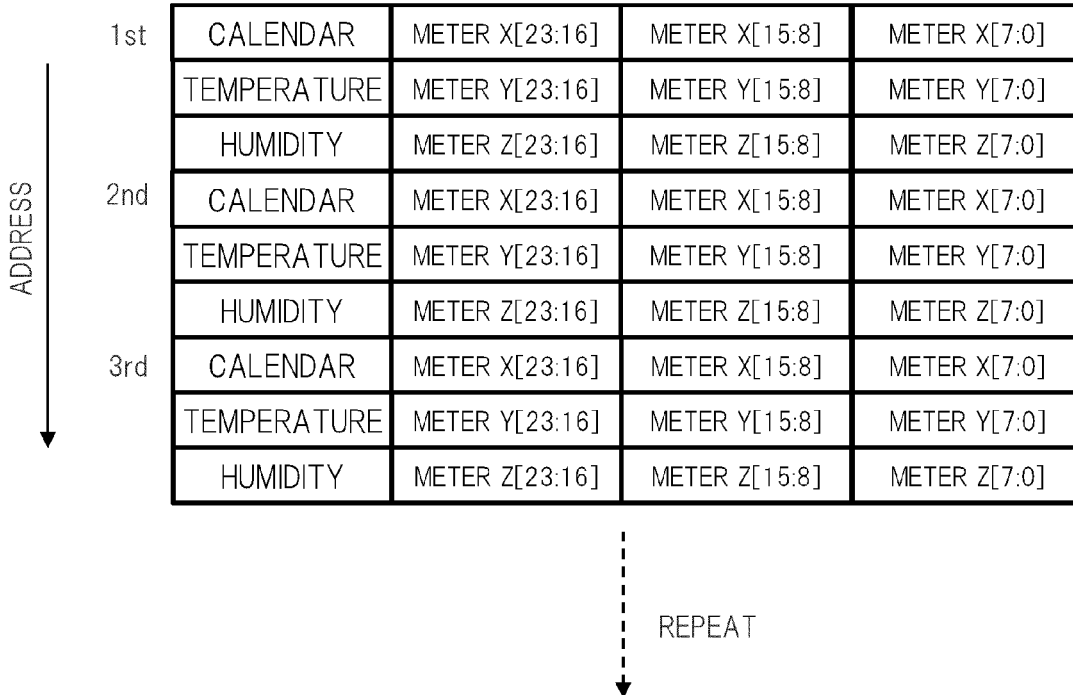 1st CALENDAR METER X[23:16] METER X[15:8] METER X[7:0]
TEMPERATURE METER Y[23:16] METER Y[15:8] METER Y[7:0]
HUMIDITY METER Z[23:16] METER Z[15:8] METER Z[7:0]
2nd CALENDAR METER X[23:16] METER X[15:8] METER X[7:0]
TEMPERATURE METER Y[23:16] METER Y[15:8] METER Y[7:0]
HUMIDITY METER Z[23:16] METER Z[15:8] METER Z[7:0]
3rd CALENDAR METER X[23:16] METER X[15:8] METER X[7:0]
TEMPERATURE METER Y[23:16] METER Y[15:8] METER Y[7:0]
HUMIDITY METER Z[23:16] METER Z[15:8] METER Z[7:0]
ADDRESS
REPEAT